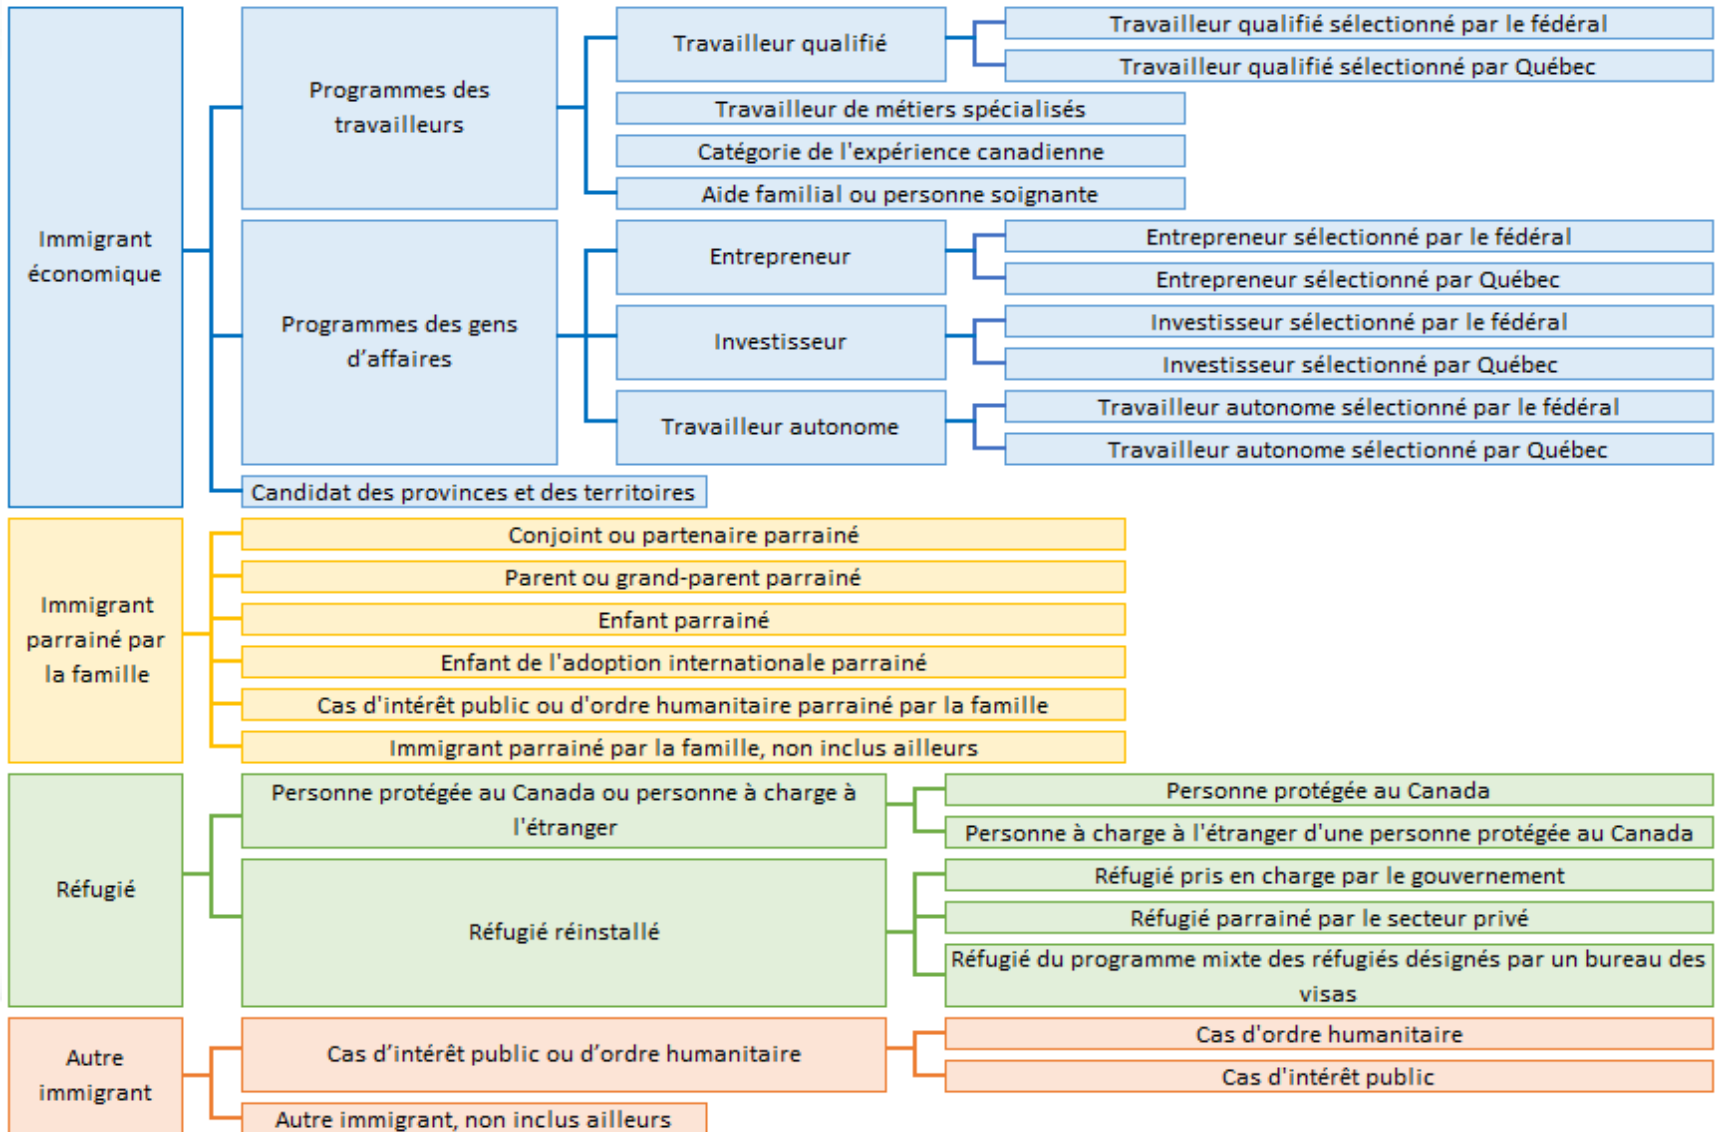 Immigrant
économique
Programmes des
travailleurs
Travailleur qualifié
Travailleur qualifié sélectionné par le fédéral
Travailleur qualifié sélectionné par Québec
Travailleur de métiers spécialisés
Catégorie de l'expérience canadienne
Aide familial ou personne soignante
Programmes des gens
d’affaires
Entrepreneur
Entrepreneur sélectionné par le fédéral
Entrepreneur sélectionné par Québec
Investisseur
Investisseur sélectionné par le fédéral
Investisseur sélectionné par Québec
Travailleur autonome
Travailleur autonome sélectionné par le fédéral
Travailleur autonome sélectionné par Québec
Candidat des provinces et des territoires
Immigrant
parrainé par
la famille
Conjoint ou partenaire parrainé
Parent ou grand-parent parrainé
Enfant parrainé
Enfant de l'adoption internationale parrainé
Cas d'intérêt public ou d'ordre humanitaire parrainé par la famille
Immigrant parrainé par la famille, non inclus ailleurs
Réfugié
Personne protégée au Canada ou personne à charge à
l'étranger
Personne protégée au Canada
Personne à charge à l'étranger d'une personne protégée au Canada
Réfugié réinstallé
Réfugié pris en charge par le gouvernement
Réfugié parrainé par le secteur privé
Réfugié du programme mixte des réfugiés désignés par un bureau des
visas
Autre
immigrant
Cas d’intérêt public ou d’ordre humanitaire
Cas d'ordre humanitaire
Cas d'intérêt public
Autre immigrant, non inclus ailleurs